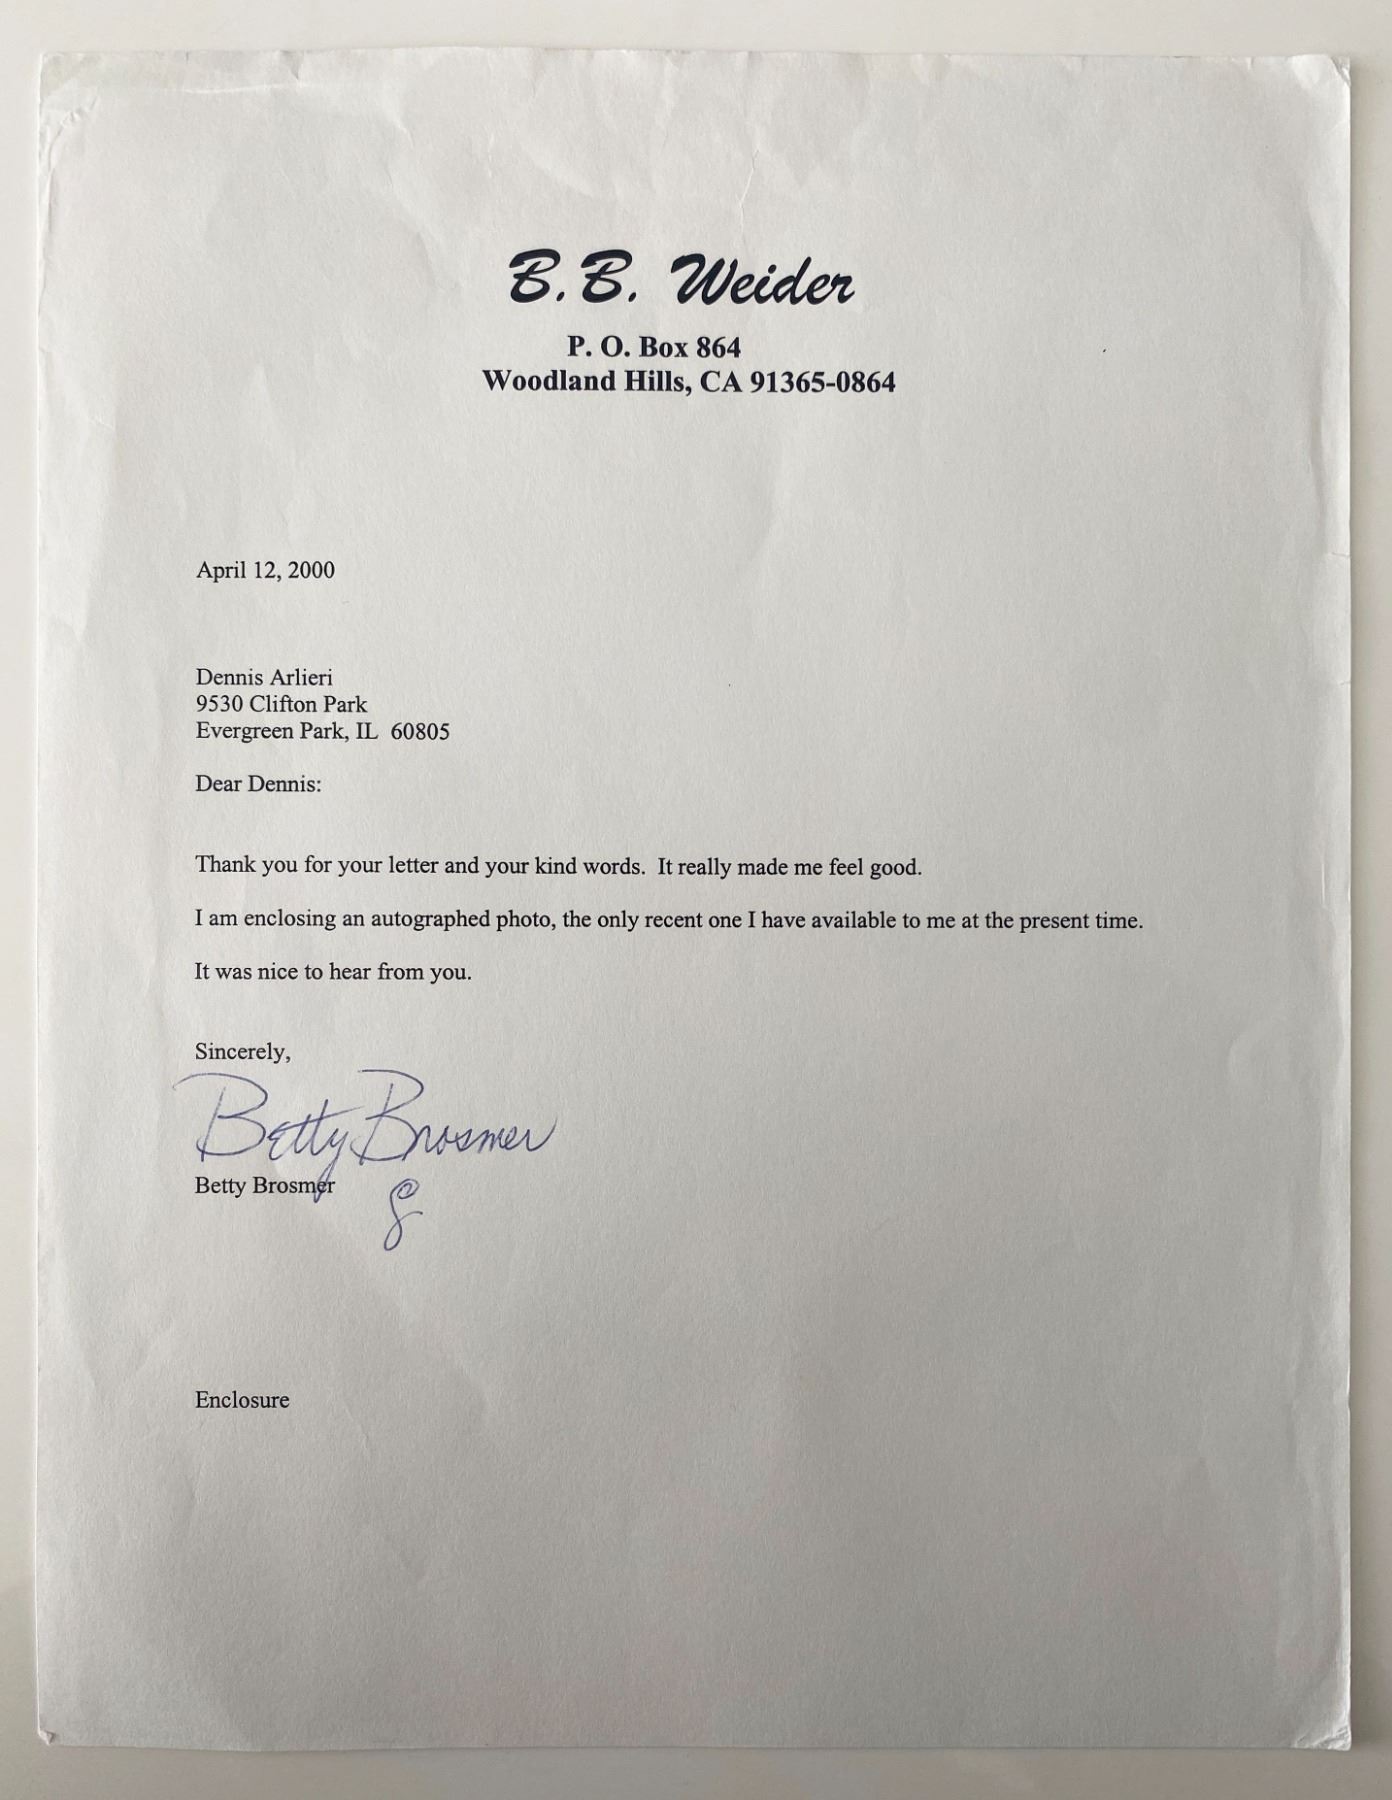 B.B. Weider
P. O. Box 864
Woodland Hills, CA 91365-0864
April 12, 2000
Dennis Arlieri
9530 Clifton Park
Evergreen Park, IL 60805
Dear Dennis:
Thank you for your letter and your kind words. It really made me feel good.
I am enclosing an autographed photo, the only recent one I have available to me at the present time.
It was nice to hear from you.
Sincerely,
Betty Brosmer
Betty Brosmer
Enclosure